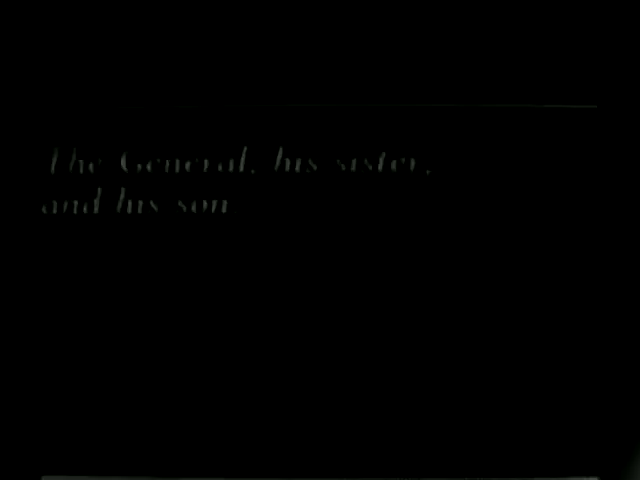 The General, his sister,
and his son